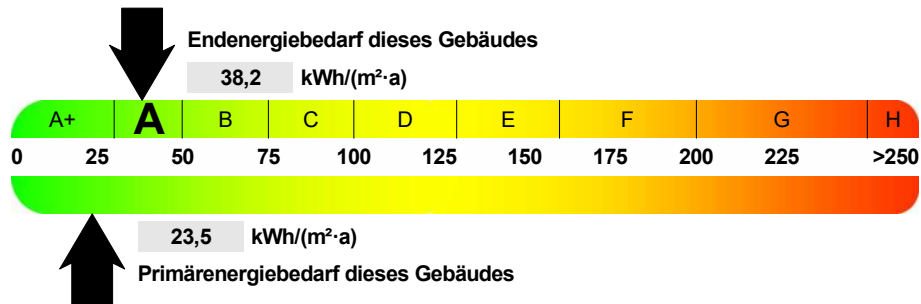 Endenergiebedarf dieses Gebäudes
38,2 kWh/(m²·a)
A+ A B C D E F G H
0 25 50 75 100 125 150 175 200 225 >250
23,5 kWh/(m²·a)
Primärenergiebedarf dieses Gebäudes